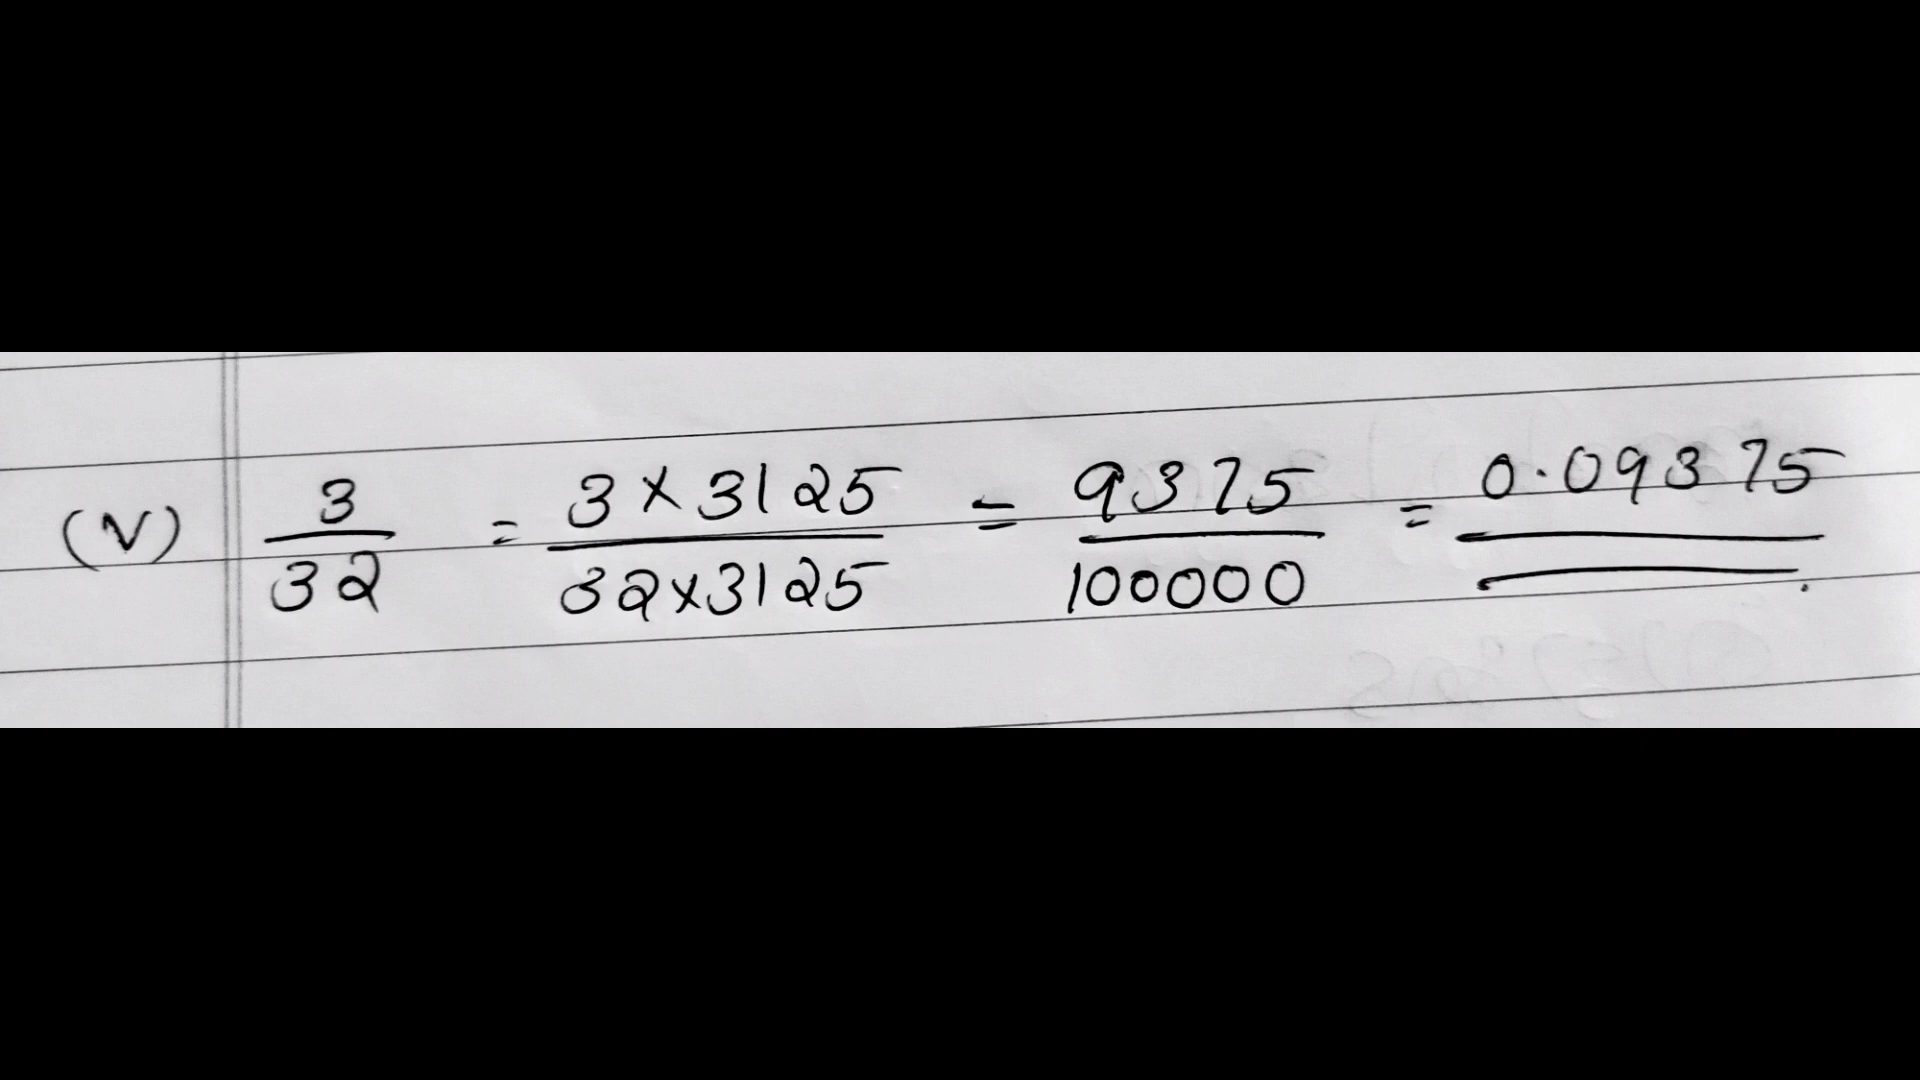 (V) 3/32 = 3 × 3125/32×3125 = 9375/100000 = 0.09375